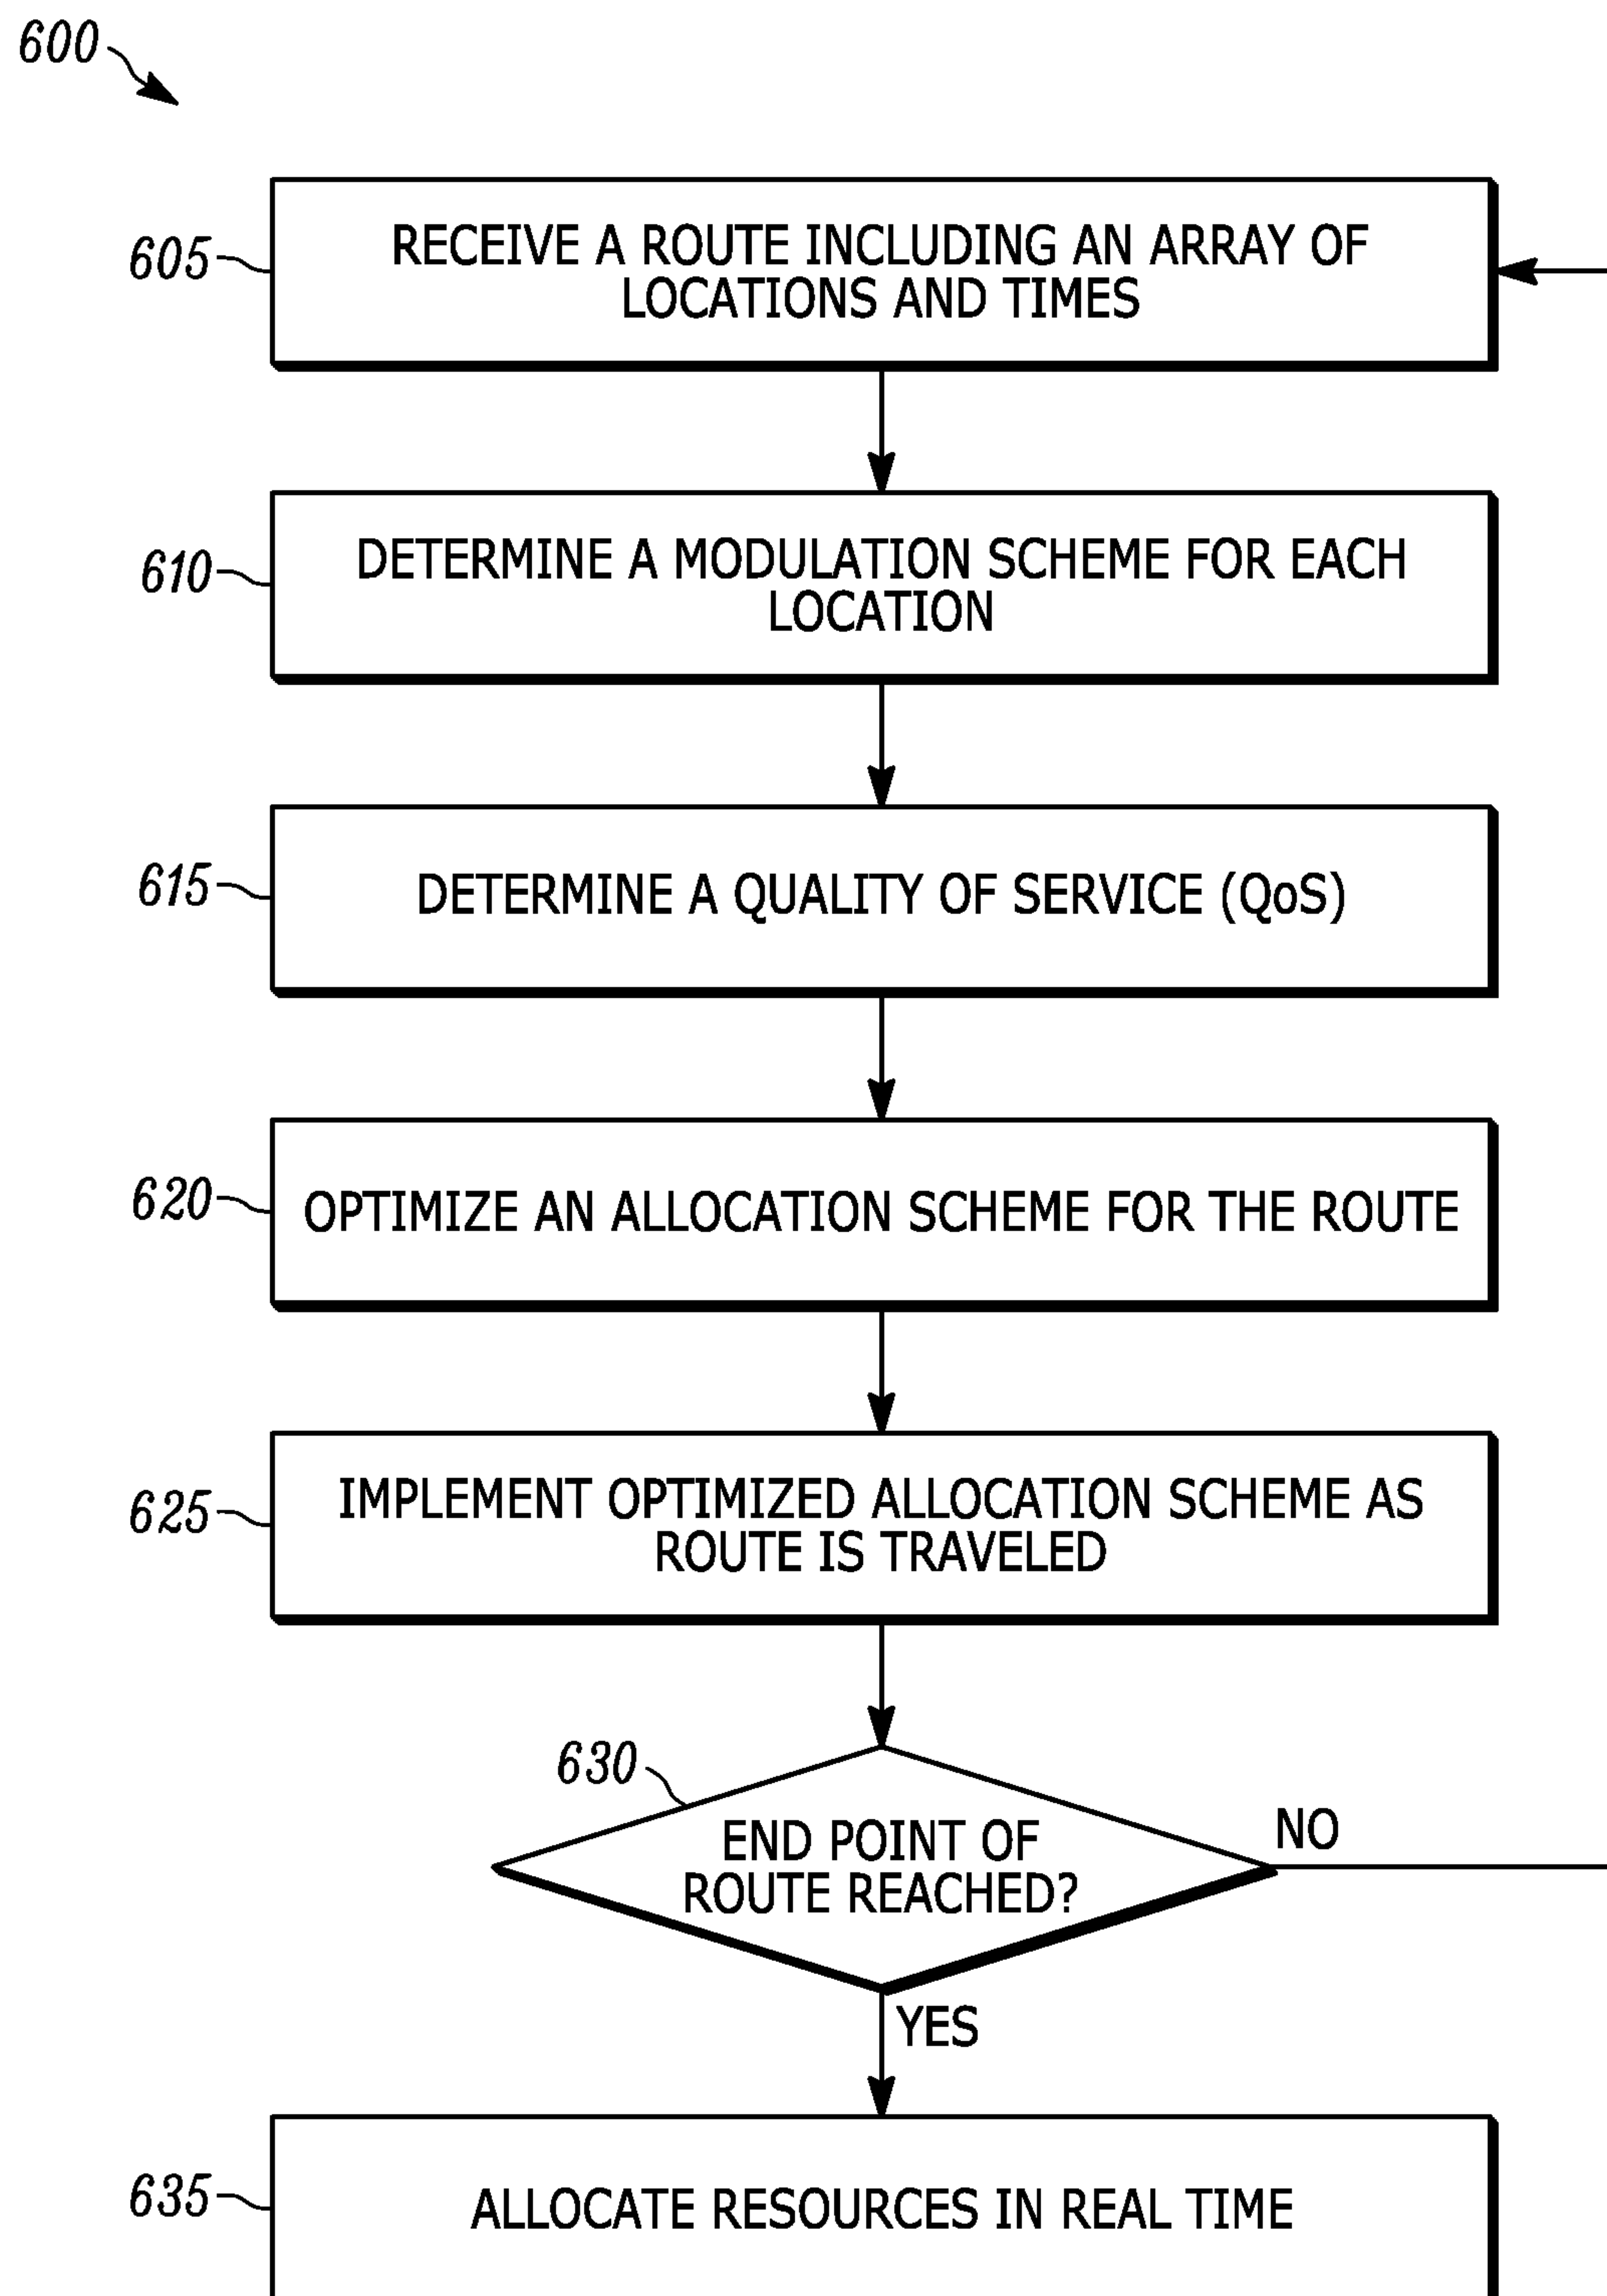 600
605
RECEIVE A ROUTE INCLUDING AN ARRAY OF
LOCATIONS AND TIMES
610
DETERMINE A MODULATION SCHEME FOR EACH
LOCATION
615
DETERMINE A QUALITY OF SERVICE (QoS)
620
OPTIMIZE AN ALLOCATION SCHEME FOR THE ROUTE
625
IMPLEMENT OPTIMIZED ALLOCATION SCHEME AS
ROUTE IS TRAVELED
630
END POINT OF
ROUTE REACHED?
NO
YES
635
ALLOCATE RESOURCES IN REAL TIME